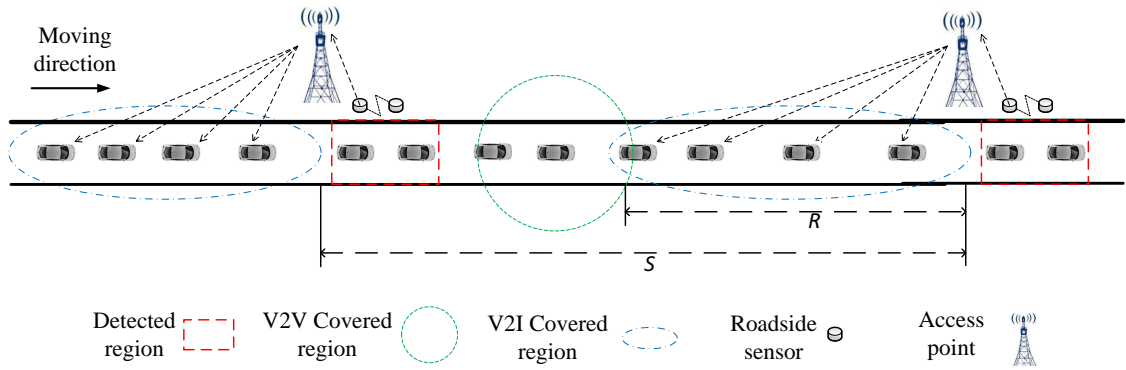 Moving
direction
R
S
Detected
region
V2V Covered
region
V2I Covered
region
Roadside
sensor
Access
point